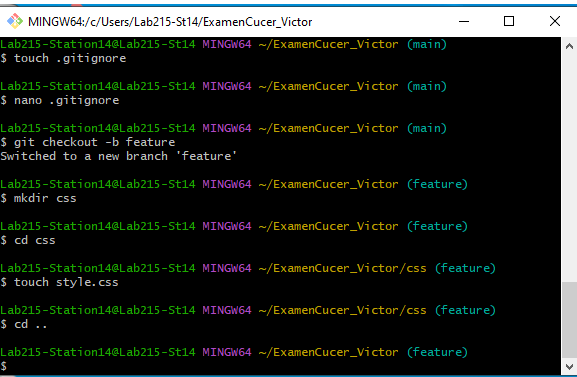 MINGW64:/c/Users/Lab215-St14/ExamenCucer_Victor
Lab215-Station14@Lab215-St14 MINGW64 ~/ExamenCucer_Victor (main)
$ touch .gitignore
Lab215-Station14@Lab215-St14 MINGW64 ~/ExamenCucer_Victor (main)
$ nano .gitignore
Lab215-Station14@Lab215-St14 MINGW64 ~/ExamenCucer_Victor (main)
$ git checkout -b feature
Switched to a new branch 'feature'
Lab215-Station14@Lab215-St14 MINGW64 ~/ExamenCucer_Victor (feature)
$ mkdir css
Lab215-Station14@Lab215-St14 MINGW64 ~/ExamenCucer_Victor (feature)
$ cd css
Lab215-Station14@Lab215-St14 MINGW64 ~/ExamenCucer_Victor/css (feature)
$ touch style.css
Lab215-Station14@Lab215-St14 MINGW64 ~/ExamenCucer_Victor/css (feature)
$ cd ..
Lab215-Station14@Lab215-St14 MINGW64 ~/ExamenCucer_Victor (feature)
$